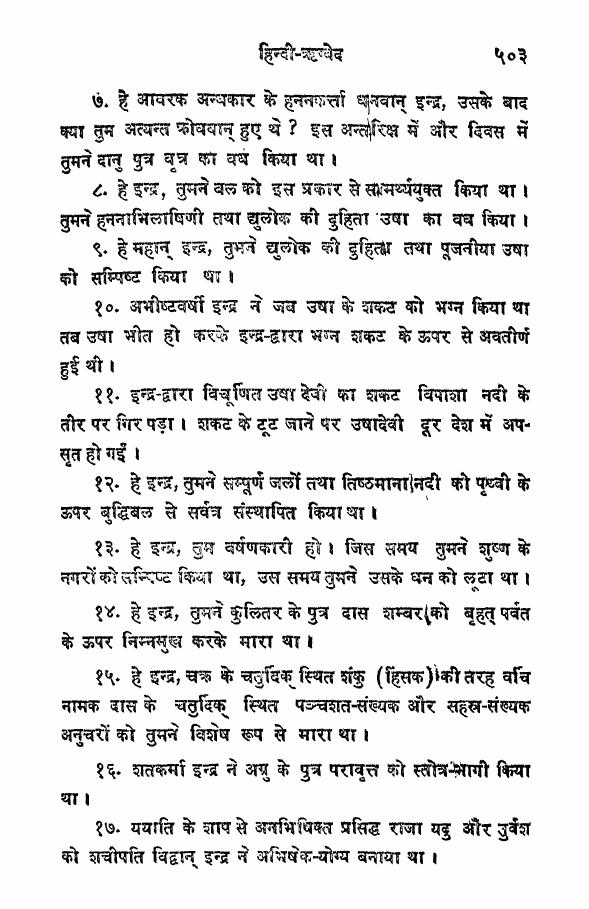 हिन्दी-ऋग्वेद ५०३
७. हे आवरक अन्धकार के हननकर्त्ता धनवान् इन्द्र, उसके बाद
क्या तुम अत्यन्त क्रोधवान् हुए थे ? इस अन्तरिक्ष में और दिवस में
तुमने दानु पुत्र वृत्र का वध किया था ।
८. हे इन्द्र, तुमने बल को इस प्रकार से सामर्थ्ययुक्त किया था ।
तुमने हननाभिलाषिणी तथा द्युलोक की दुहिता उषा का वध किया ।
९. हे महान् इन्द्र, तुमने द्युलोक की दुहिता तथा पूजनीया उषा
को सम्पिष्ट किया था ।
१०. अभीष्टवर्षी इन्द्र ने जब उषा के शकट को भग्न किया था
तब उषा भीत हो करके इन्द्र-द्वारा भग्न शकट के ऊपर से अवतीर्ण
हुई थी ।
११. इन्द्र-द्वारा विचूर्णित उषा देवी का शकट विपाशा नदी के
तीर पर गिर पड़ा । शकट के टूट जाने पर उषादेवी दूर देश में अप-
सृत हो गईं ।
१२. हे इन्द्र, तुमने सम्पूर्ण जलों तथा तिष्ठमाना नदी को पृथ्वी के
ऊपर बुद्धिबल से सर्वत्र संस्थापित किया था ।
१३. हे इन्द्र, तुम वर्षणकारी हो । जिस समय तुमने शुष्ण के
नगरों को सम्पिष्ट किया था, उस समय तुमने उसके धन को लूटा था ।
१४. हे इन्द्र, तुमने कुलितर के पुत्र दास शम्बर को बृहत् पर्वत
के ऊपर निम्नमुख करके मारा था ।
१५. हे इन्द्र, चक्र के चतुर्दिक् स्थित शंकु (हिंसक) की तरह वर्चि
नामक दास के चतुर्दिक् स्थित पञ्चशत-संख्यक और सहस्र-संख्यक
अनुचरों को तुमने विशेष रूप से मारा था ।
१६. शतकर्मा इन्द्र ने अग्रु के पुत्र परावृत्त को स्तोत्र-भागी किया
था ।
१७. ययाति के शाप से अनभिषिक्त प्रसिद्ध राजा यदु और तुर्वश
को शचीपति विद्वान् इन्द्र ने अभिषेक-योग्य बनाया था ।